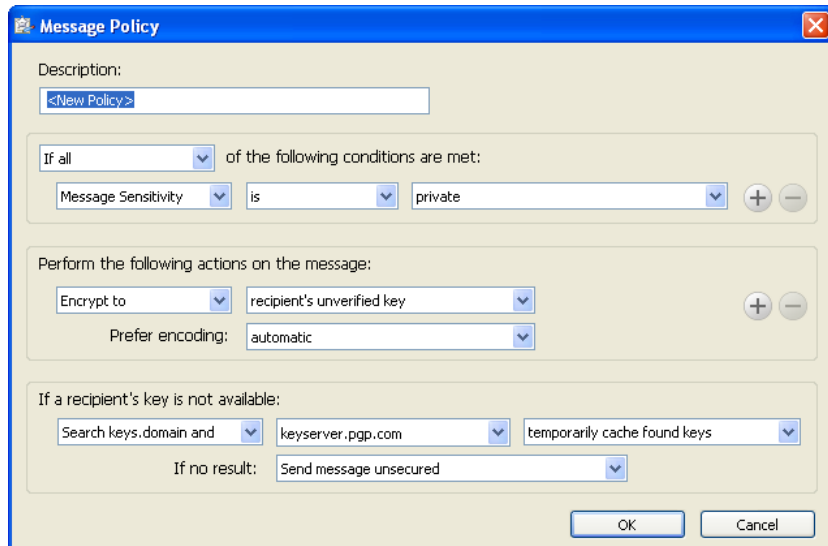 Message Policy
Description:
<New Policy>
If all of the following conditions are met:
Message Sensitivity is private
Perform the following actions on the message:
Encrypt to recipient's unverified key
Prefer encoding: automatic
If a recipient's key is not available:
Search keys.domain and keyserver.pgp.com temporarily cache found keys
If no result: Send message unsecured
OK Cancel